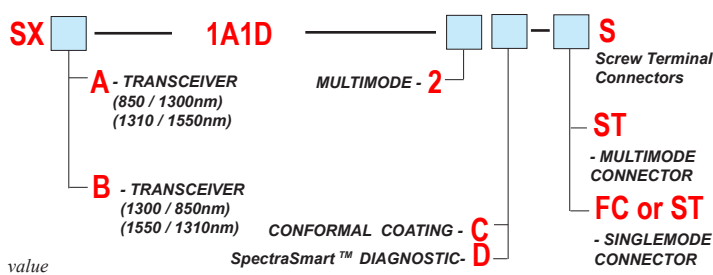 SX 1A1D S
Screw Terminal
Connectors
A - TRANSCEIVER
(850 / 1300nm)
(1310 / 1550nm)
MULTIMODE - 2
ST
- MULTIMODE
CONNECTOR
B - TRANSCEIVER
(1300 / 850nm)
(1550 / 1310nm)
FC or ST
- SINGLEMODE
CONNECTOR
CONFORMAL COATING - C
SpectraSmart ™ DIAGNOSTIC- D
value